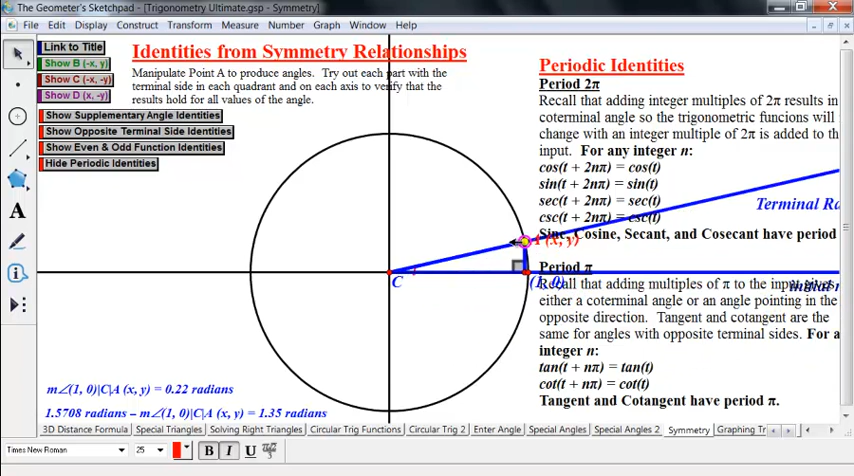 The Geometer's Sketchpad - [Trigonometry Ultimate.gsp - Symmetry]
File Edit Display Construct Transform Measure Number Graph Window Help
Link to Title
Show B (-x, y)
Show C (-x, -y)
Show D (x, -y)
Show Supplementary Angle Identities
Show Opposite Terminal Side Identities
Show Even & Odd Function Identities
Hide Periodic Identities
Identities from Symmetry Relationships
Manipulate Point A to produce angles. Try out each part with the
terminal side in each quadrant and on each axis to verify that the
results hold for all values of the angle.
Periodic Identities
Period 2π
Recall that adding integer multiples of 2π results in
coterminal angle so the trigonometric funcions will
change with an integer multiple of 2π is added to th
input. For any integer n:
cos(t + 2nπ) = cos(t)
sin(t + 2nπ) = sin(t)
sec(t + 2nπ) = sec(t)
csc(t + 2nπ) = csc(t)
Sine, Cosine, Secant, and Cosecant have period
Terminal Ra
A (x, y)
C
(1, 0)
Period π
Recall that adding multiples of π to the input gives
either a coterminal angle or an angle pointing in the
opposite direction. Tangent and cotangent are the
same for angles with opposite terminal sides. For a
integer n:
tan(t + nπ) = tan(t)
cot(t + nπ) = cot(t)
Tangent and Cotangent have period π.
m∠(1, 0)|C|A (x, y) = 0.22 radians
1.5708 radians – m∠(1, 0)|C|A (x, y) = 1.35 radians
3D Distance Formula Special Triangles Solving Right Triangles Circular Trig Functions Circular Trig 2 Enter Angle Special Angles Special Angles 2 Symmetry Graphing Tr
Times New Roman 25 B I U